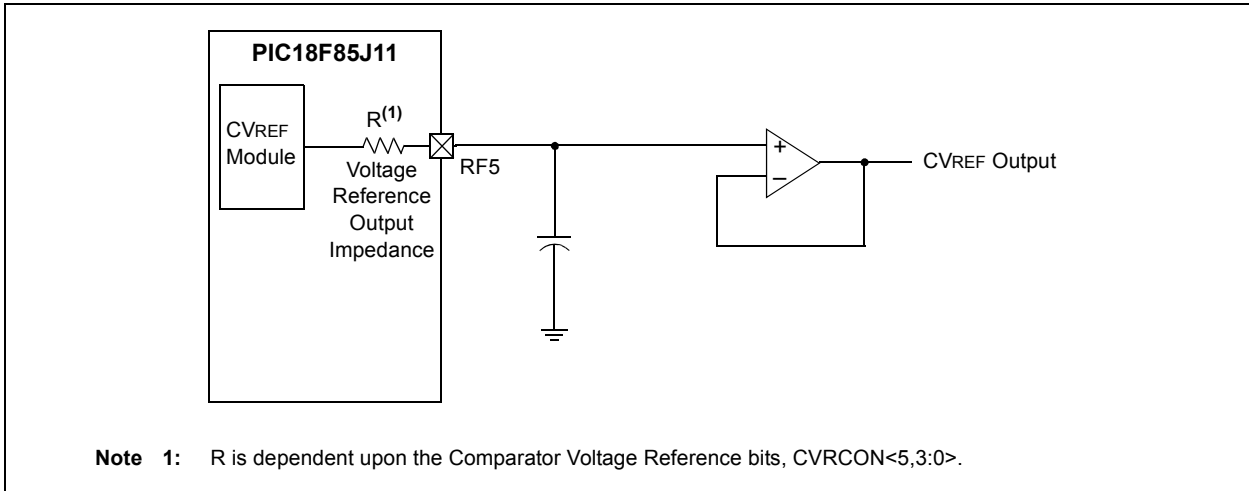 PIC18F85J11
CVREF
Module
R(1)
Voltage
Reference
Output
Impedance
RF5
+
–
CVREF Output
Note 1: R is dependent upon the Comparator Voltage Reference bits, CVRCON<5,3:0>.